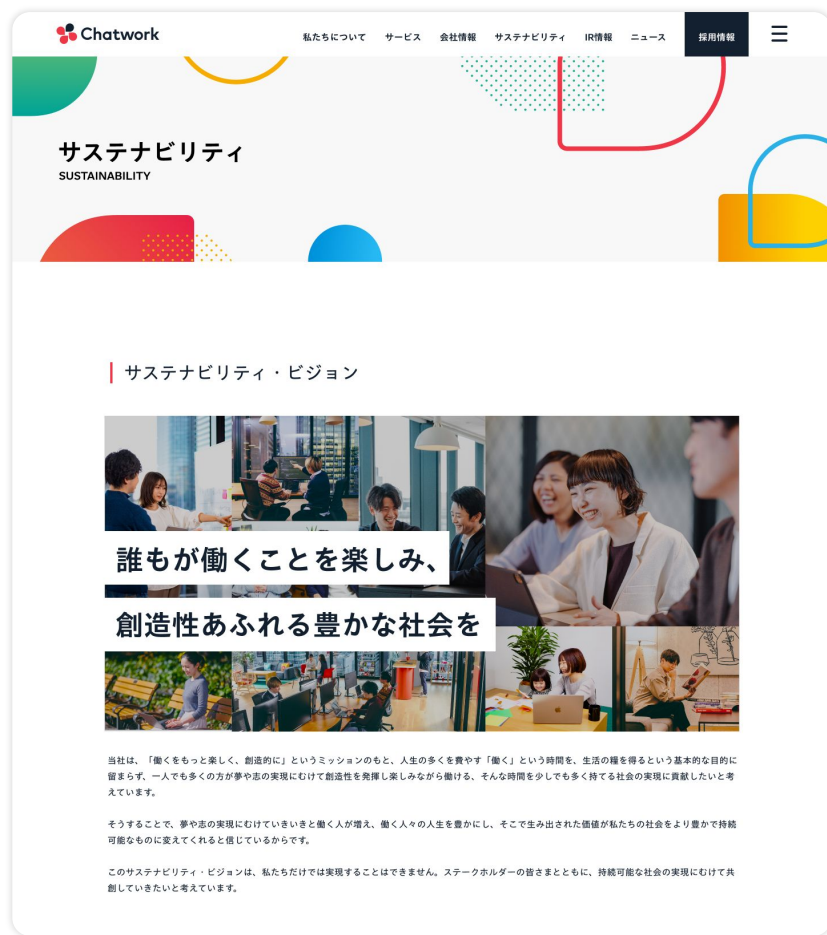 Chatwork
私たちについて サービス 会社情報 サステナビリティ IR情報 ニュース 採用情報
サステナビリティ
SUSTAINABILITY
サステナビリティ・ビジョン
誰もが働くことを楽しみ、
創造性あふれる豊かな社会を
当社は、「働くをもっと楽しく、創造的に」というミッションのもと、人生の多くを費やす「働く」という時間を、生活の糧を得るという基本的な目的に
留まらず、一人でも多くの方が夢や志の実現にむけて創造性を発揮し楽しみながら働ける、そんな時間を少しでも多く持てる社会の実現に貢献したいと考
えています。
そうすることで、夢や志の実現にむけていきいきと働く人が増え、働く人々の人生を豊かにし、そこで生み出された価値が私たちの社会をより豊かで持続
可能なものに変えてくれると信じているからです。
このサステナビリティ・ビジョンは、私たちだけでは実現することはできません。ステークホルダーの皆さまとともに、持続可能な社会の実現にむけて共
創していきたいと考えています。